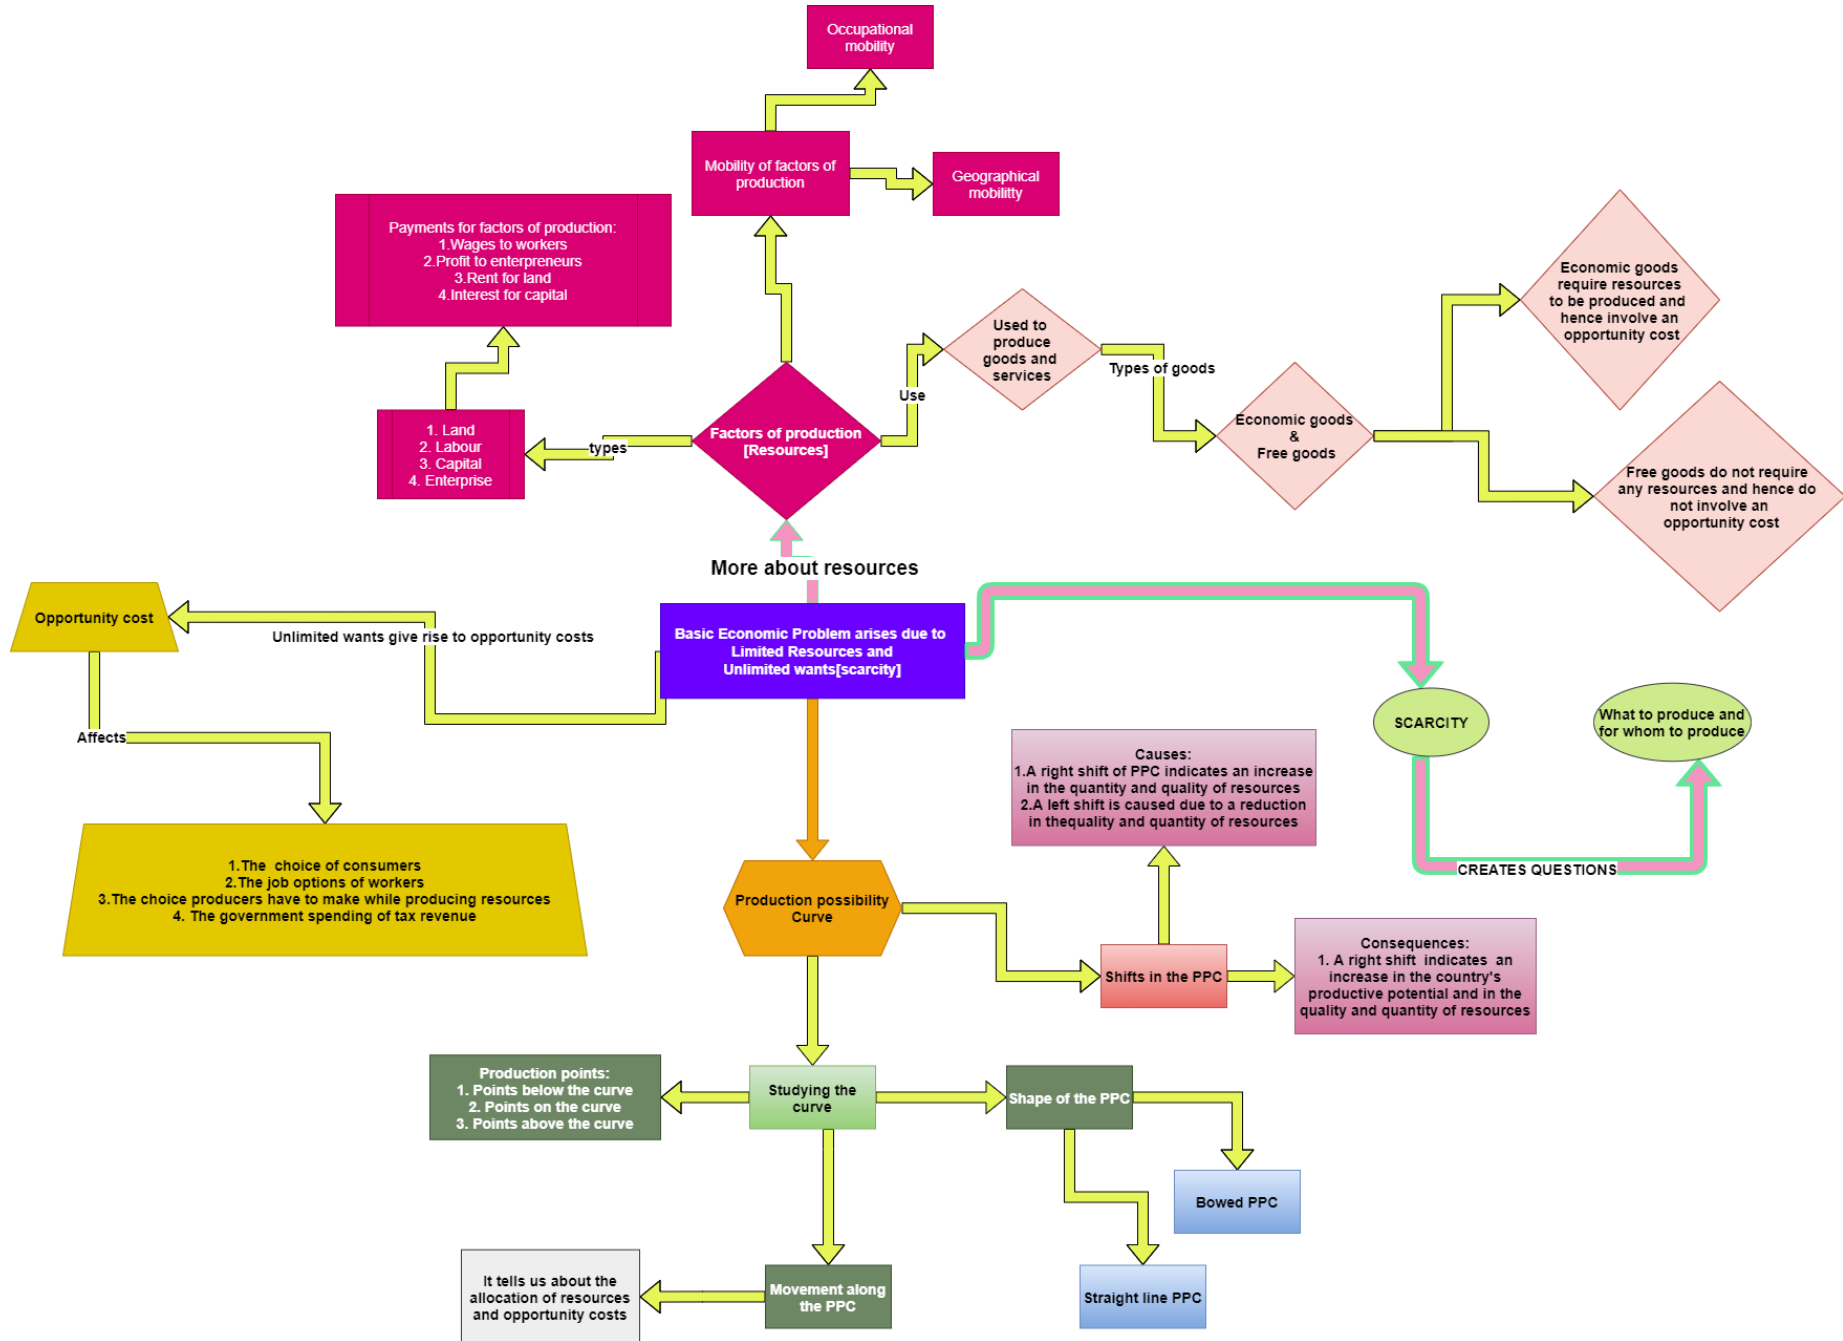 Occupational
mobility
Mobility of factors of
production
Geographical
mobilitty
Payments for factors of production:
1.Wages to workers
2.Profit to enterpreneurs
3.Rent for land
4.Interest for capital
Economic goods
require resources
to be produced and
hence involve an
opportunity cost
Used to
produce
goods and
services
Types of goods
Use
1. Land
2. Labour
3. Capital
4. Enterprise
types
Factors of production
[Resources]
Economic goods
&
Free goods
Free goods do not require
any resources and hence do
not involve an
opportunity cost
More about resources
Opportunity cost
Unlimited wants give rise to opportunity costs
Basic Economic Problem arises due to
Limited Resources and
Unlimited wants[scarcity]
SCARCITY
What to produce and
for whom to produce
Affects
Causes:
1.A right shift of PPC indicates an increase
in the quantity and quality of resources
2.A left shift is caused due to a reduction
in thequality and quantity of resources
CREATES QUESTIONS
1.The  choice of consumers
2.The job options of workers
3.The choice producers have to make while producing resources
4. The government spending of tax revenue
Production possibility
Curve
Shifts in the PPC
Consequences:
1. A right shift  indicates  an
increase in the country's
productive potential and in the
quality and quantity of resources
Production points:
1. Points below the curve
2. Points on the curve
3. Points above the curve
Studying the
curve
Shape of the PPC
Bowed PPC
It tells us about the
allocation of resources
and opportunity costs
Movement along
the PPC
Straight line PPC